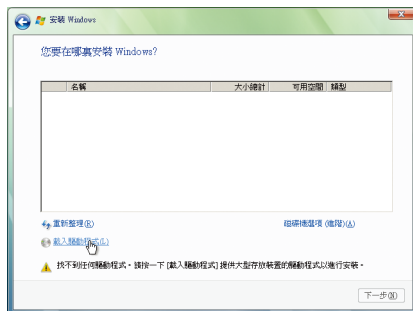 安裝 Windows
您要在哪裏安裝 Windows?
名稱 大小總計 可用空間 類型
重新整理(R) 磁碟機選項 (進階)(A)
載入驅動程式(L)
找不到任何驅動程式。請按一下 [載入驅動程式] 提供大型存放裝置的驅動程式以進行安裝。
下一步(N)